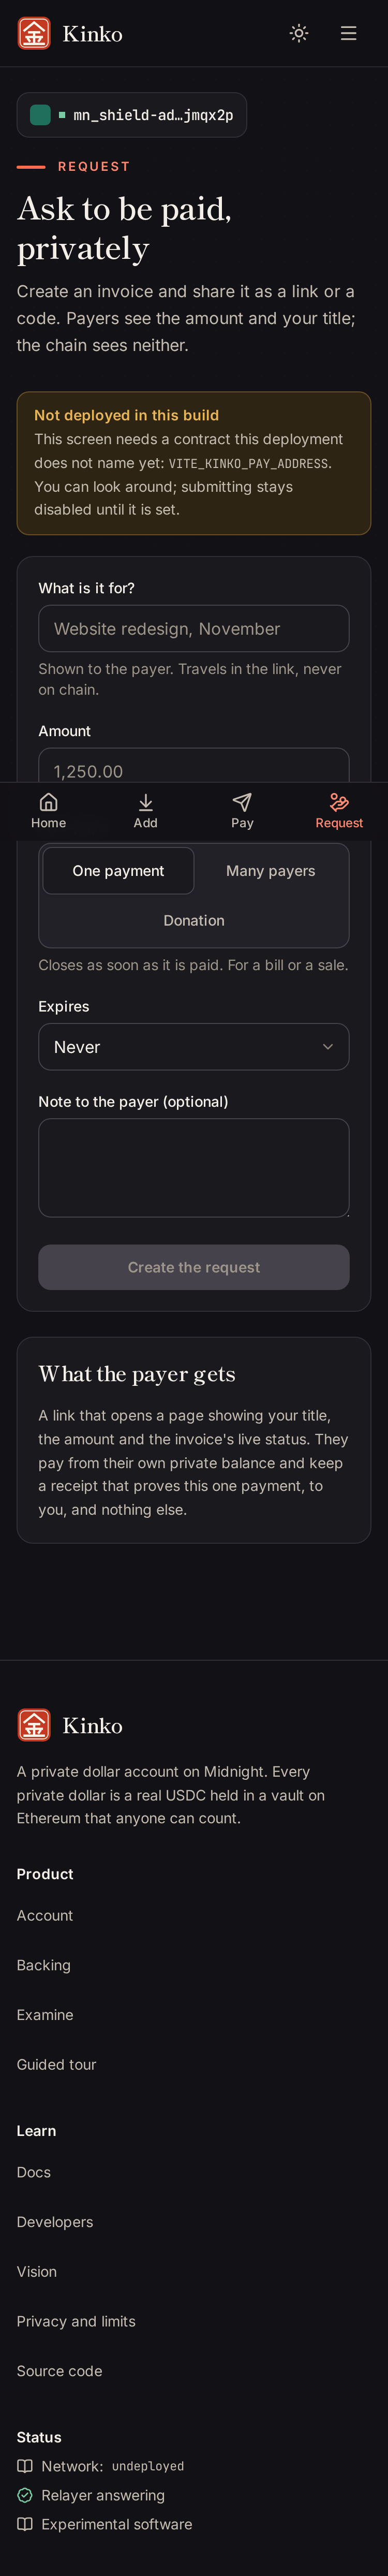 金 Kinko
mn_shield-ad…jmqx2p
REQUEST
Ask to be paid,
privately
Create an invoice and share it as a link or a
code. Payers see the amount and your title;
the chain sees neither.
Not deployed in this build
This screen needs a contract this deployment
does not name yet: VITE_KINKO_PAY_ADDRESS.
You can look around; submitting stays
disabled until it is set.
What is it for?
Website redesign, November
Shown to the payer. Travels in the link, never
on chain.
Amount
1,250.00
Home Add Pay Request
One payment Many payers
Donation
Closes as soon as it is paid. For a bill or a sale.
Expires
Never
Note to the payer (optional)
Create the request
What the payer gets
A link that opens a page showing your title,
the amount and the invoice's live status. They
pay from their own private balance and keep
a receipt that proves this one payment, to
you, and nothing else.
金 Kinko
A private dollar account on Midnight. Every
private dollar is a real USDC held in a vault on
Ethereum that anyone can count.
Product
Account
Backing
Examine
Guided tour
Learn
Docs
Developers
Vision
Privacy and limits
Source code
Status
Network: undeployed
Relayer answering
Experimental software